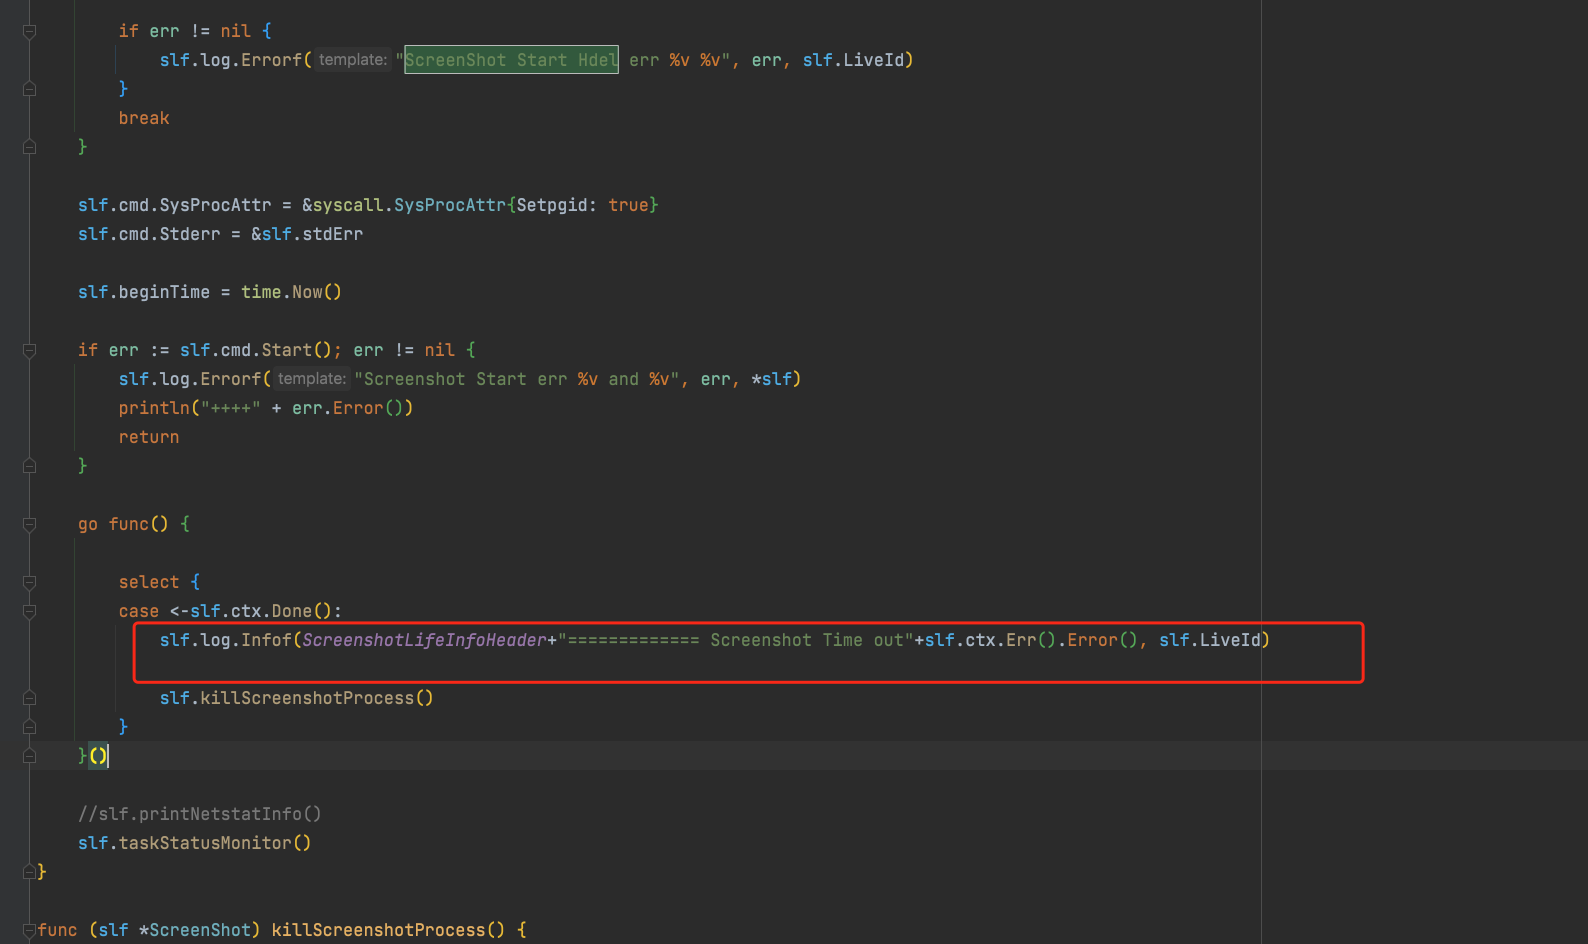 if err != nil {
slf.log.Errorf( template: "ScreenShot Start Hdel err %v %v", err, slf.LiveId)
}
break
}
slf.cmd.SysProcAttr = &syscall.SysProcAttr{Setpgid: true}
slf.cmd.Stderr = &slf.stdErr
slf.beginTime = time.Now()
if err := slf.cmd.Start(); err != nil {
slf.log.Errorf( template: "Screenshot Start err %v and %v", err, *slf)
println("++++" + err.Error())
return
}
go func() {
select {
case <-slf.ctx.Done():
slf.log.Infof(ScreenshotLifeInfoHeader+"============= Screenshot Time out"+slf.ctx.Err().Error(), slf.LiveId)
slf.killScreenshotProcess()
}
}()
//slf.printNetstatInfo()
slf.taskStatusMonitor()
}
func (slf *ScreenShot) killScreenshotProcess() {